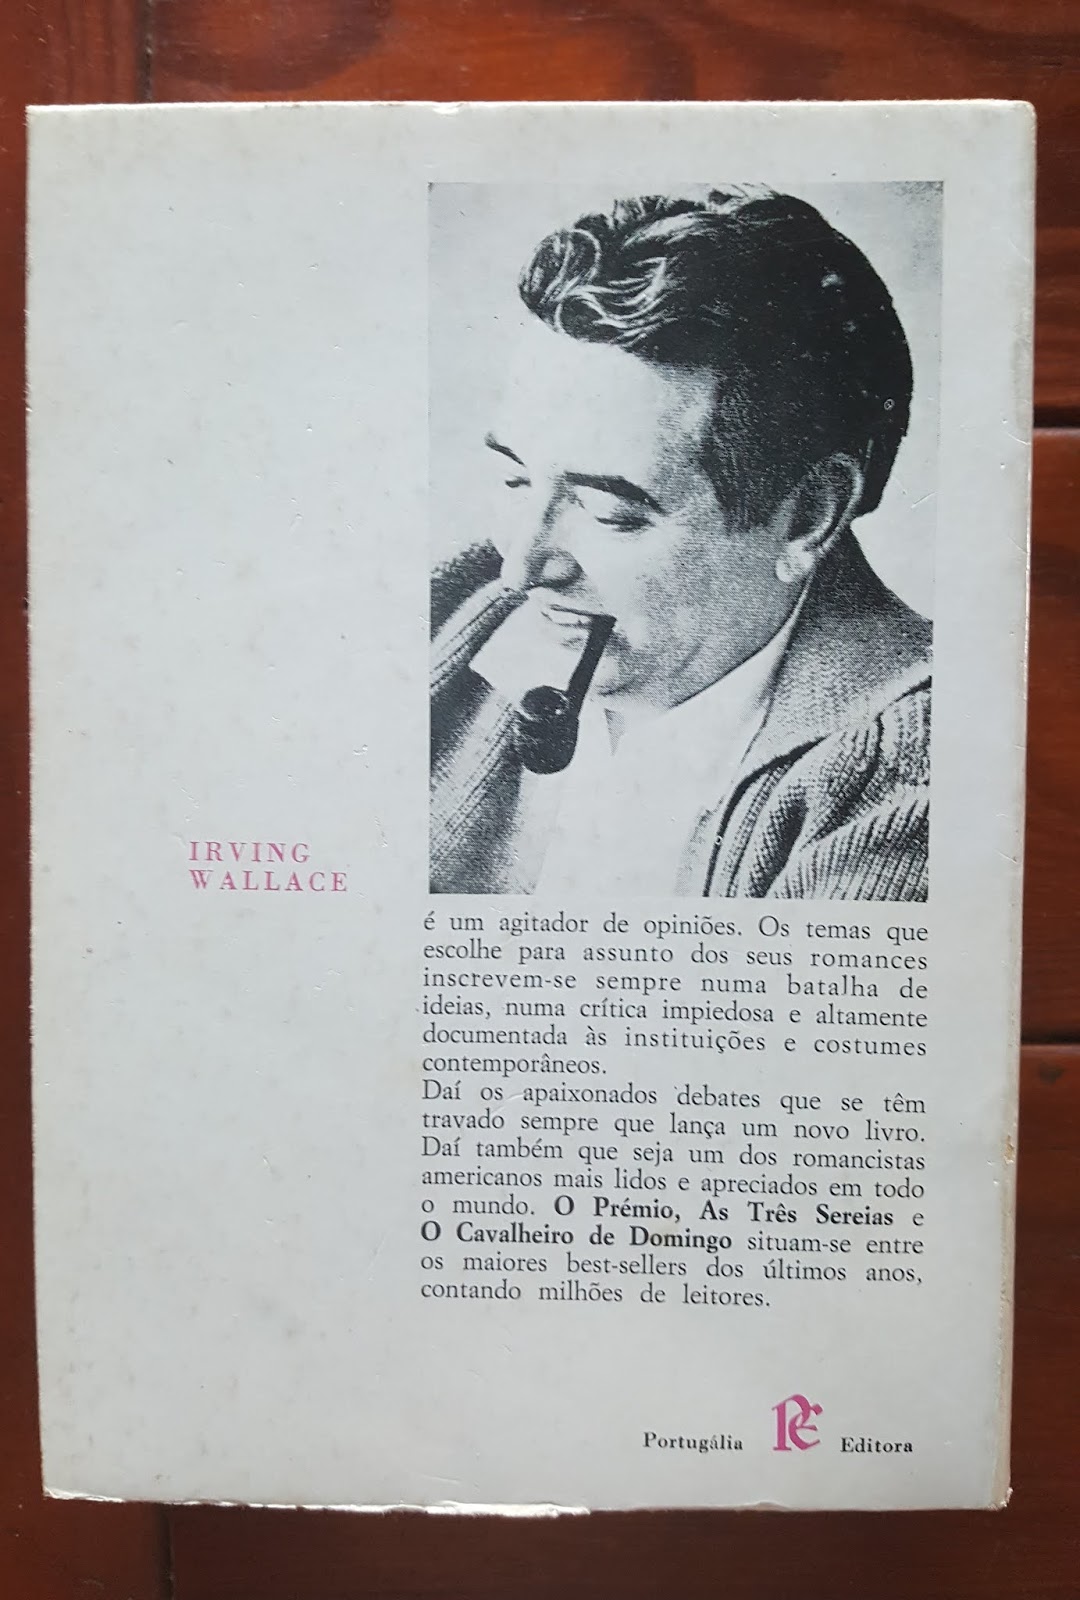 IRVING
WALLACE
é um agitador de opiniões. Os temas que
escolhe para assunto dos seus romances
inscrevem-se sempre numa batalha de
ideias, numa crítica impiedosa e altamente
documentada às instituições e costumes
contemporâneos.
Daí os apaixonados debates que se têm
travado sempre que lança um novo livro.
Daí também que seja um dos romancistas
americanos mais lidos e apreciados em todo
o mundo. O Prémio, As Três Sereias e
O Cavalheiro de Domingo situam-se entre
os maiores best-sellers dos últimos anos,
contando milhões de leitores.
Portugália PE Editora